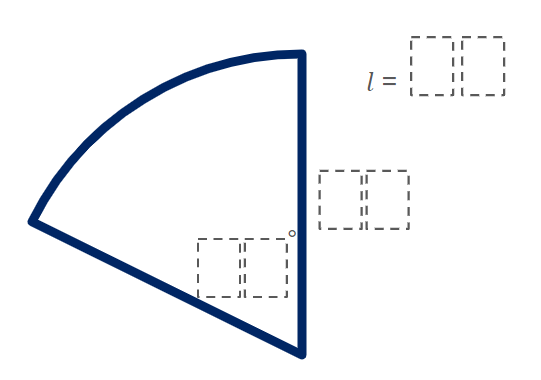 l =
°